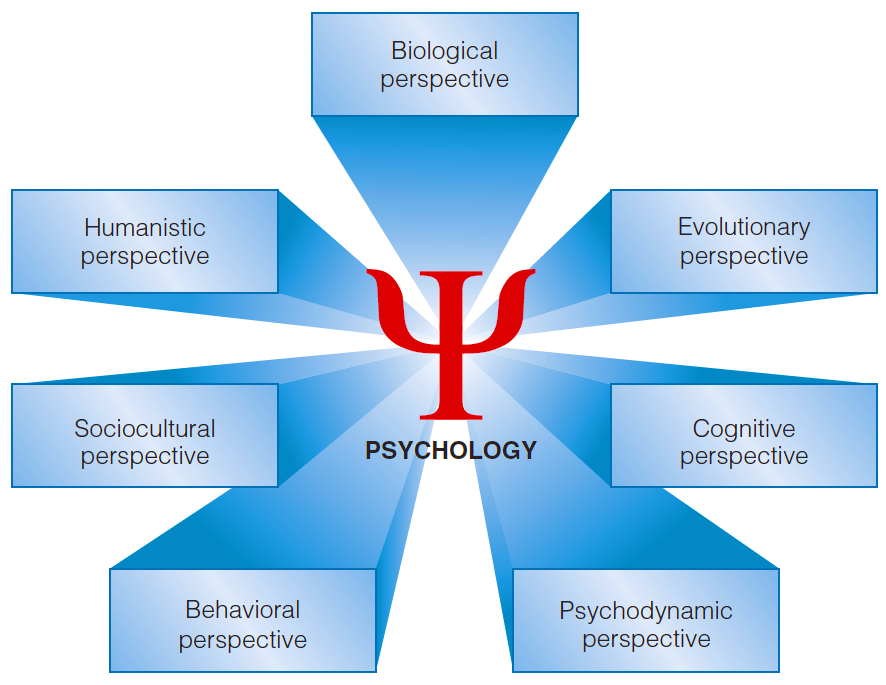 Biological
perspective
Humanistic
perspective
Evolutionary
perspective
Ψ
Sociocultural
perspective
PSYCHOLOGY
Cognitive
perspective
Behavioral
perspective
Psychodynamic
perspective